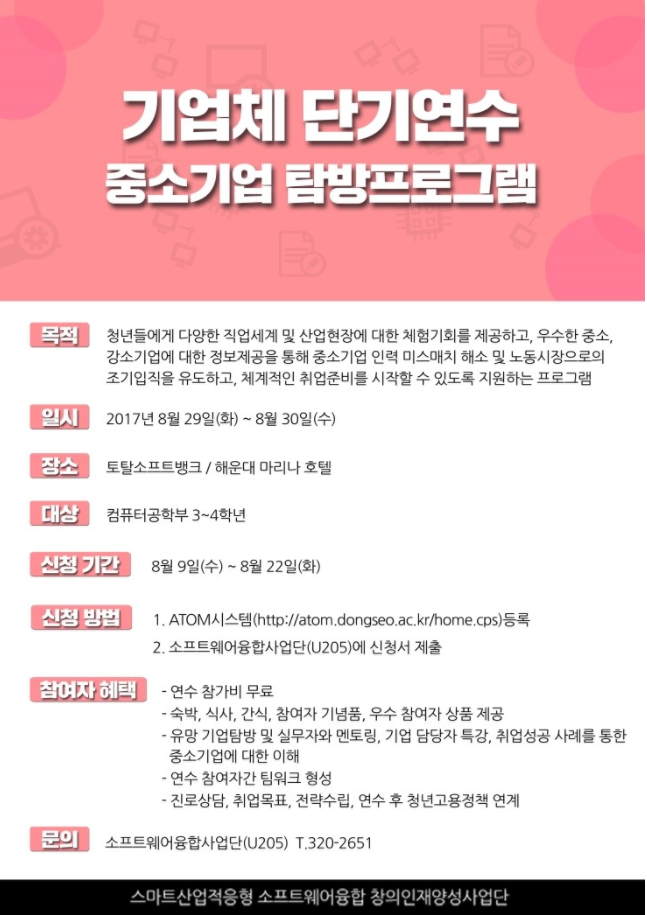 기업체 단기연수
중소기업 탐방프로그램
목적
청년들에게 다양한 직업세계 및 산업현장에 대한 체험기회를 제공하고, 우수한 중소,
강소기업에 대한 정보제공을 통해 중소기업 인력 미스매치 해소 및 노동시장으로의
조기입직을 유도하고, 체계적인 취업준비를 시작할 수 있도록 지원하는 프로그램
일시
2017년 8월 29일(화) ~ 8월 30일(수)
장소
토탈소프트뱅크 / 해운대 마리나 호텔
대상
컴퓨터공학부 3~4학년
신청 기간
8월 9일(수) ~ 8월 22일(화)
신청 방법
1. ATOM시스템(http://atom.dongseo.ac.kr/home.cps)등록
2. 소프트웨어융합사업단(U205)에 신청서 제출
참여자 혜택
- 연수 참가비 무료
- 숙박, 식사, 간식, 참여자 기념품, 우수 참여자 상품 제공
- 유망 기업탐방 및 실무자와 멘토링, 기업 담당자 특강, 취업성공 사례를 통한
중소기업에 대한 이해
- 연수 참여자간 팀워크 형성
- 진로상담, 취업목표, 전략수립, 연수 후 청년고용정책 연계
문의
소프트웨어융합사업단(U205) T.320-2651
스마트산업적응형 소프트웨어융합 창의인재양성사업단